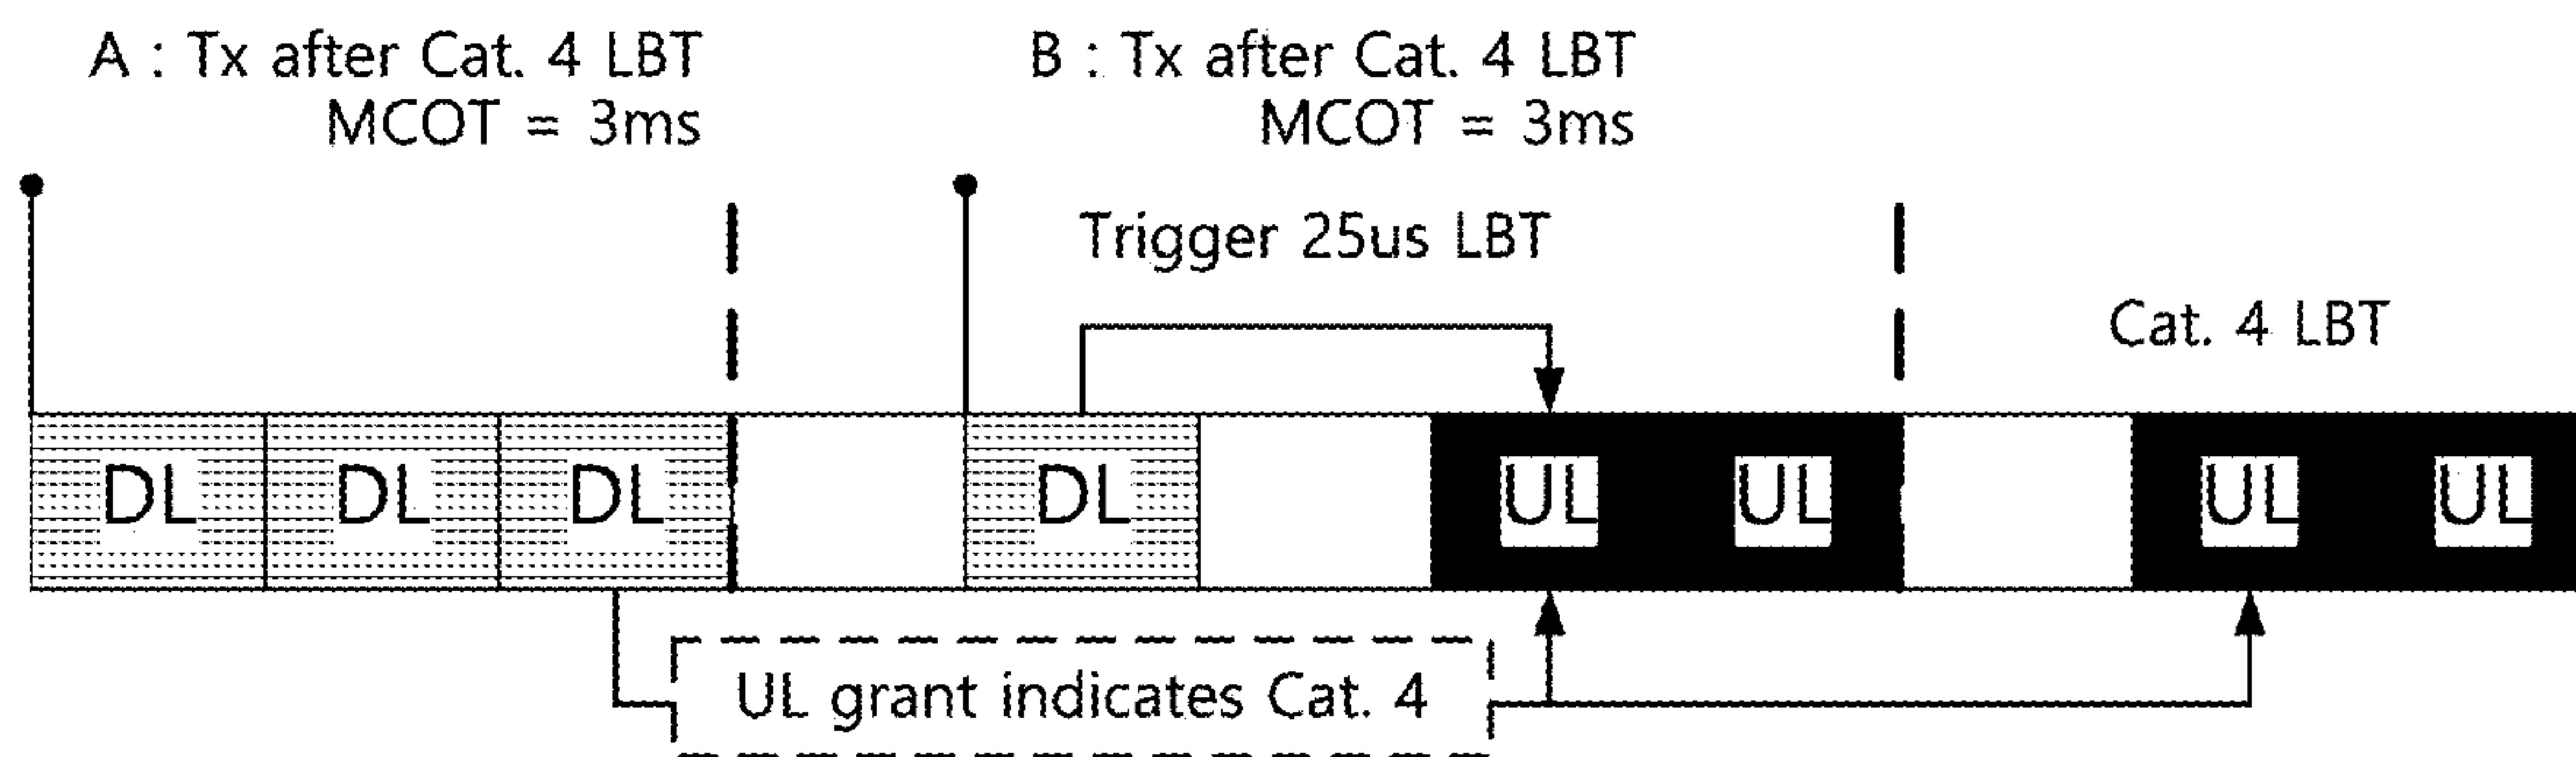 A : Tx after Cat. 4 LBT
MCOT = 3ms
B : Tx after Cat. 4 LBT
MCOT = 3ms
Trigger 25us LBT
Cat. 4 LBT
DL DL DL DL UL UL UL UL
UL grant indicates Cat. 4